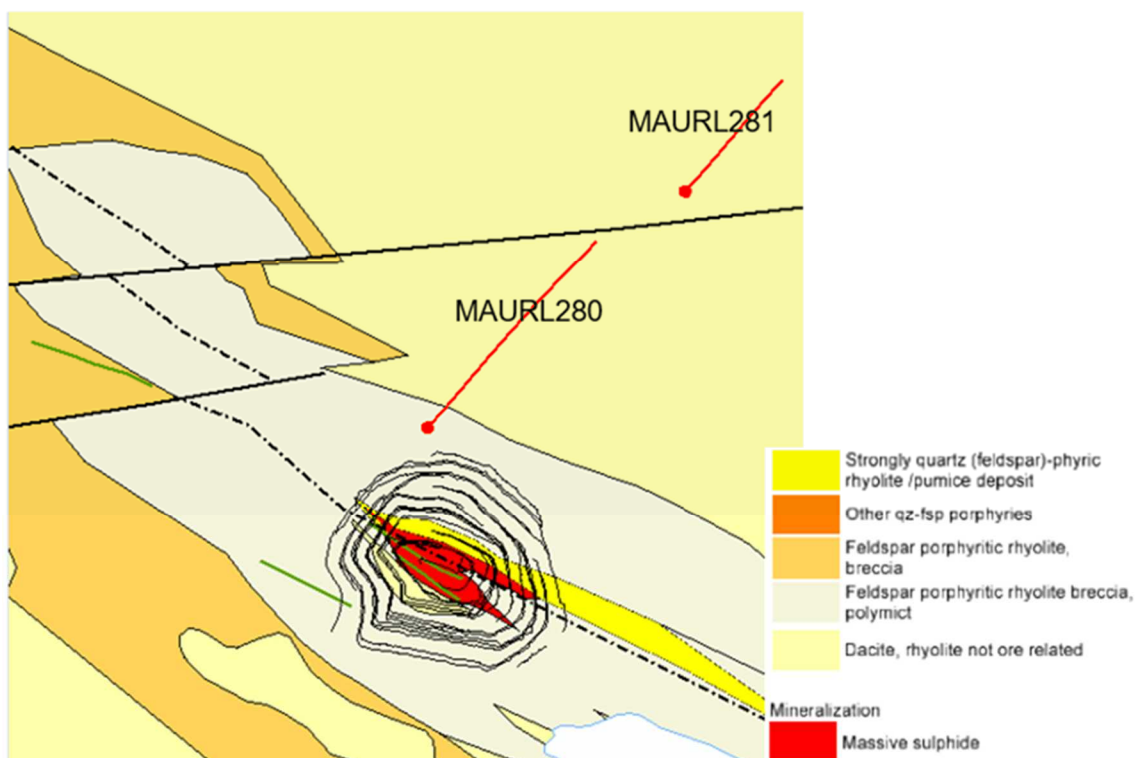 MAURL281
MAURL280
Strongly quartz (feldspar)-phyric
rhyolite /pumice deposit
Other qz-fsp porphyries
Feldspar porphyritic rhyolite,
breccia
Feldspar porphyritic rhyolite breccia,
polymict
Dacite, rhyolite not ore related
Mineralization
Massive sulphide